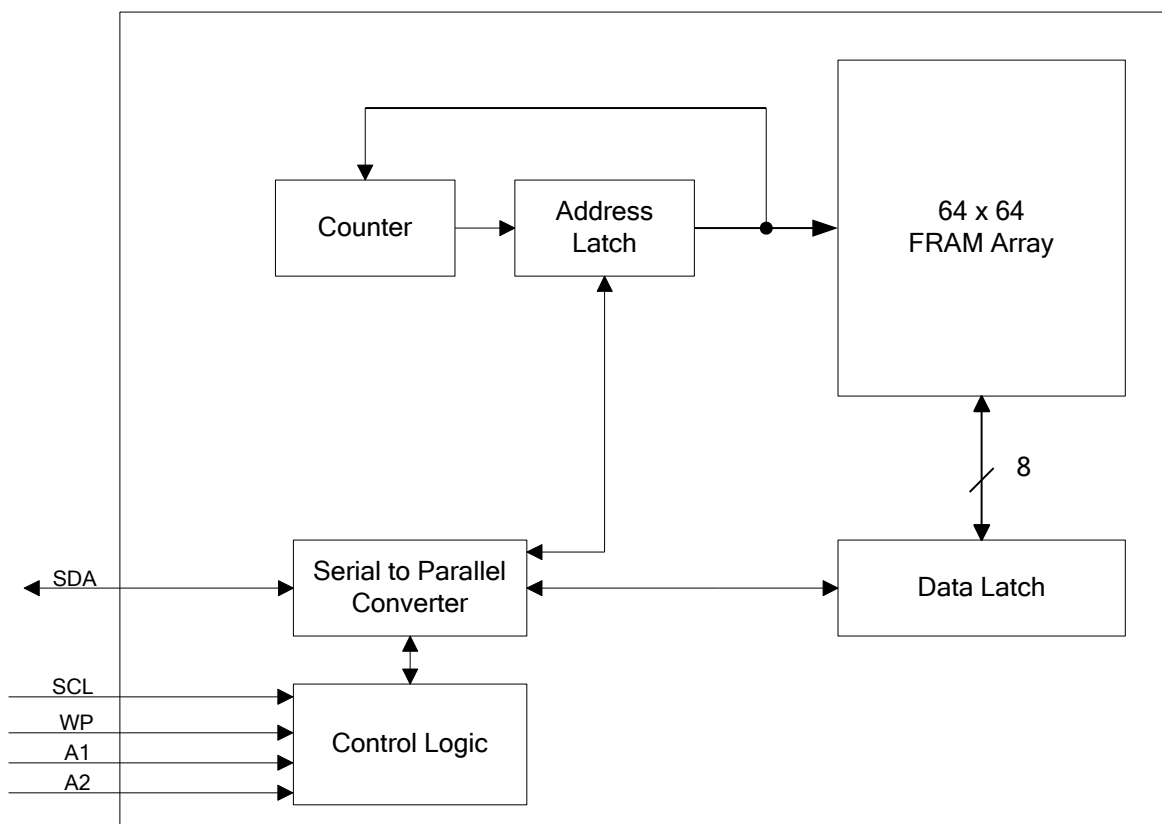 Counter
Address
Latch
64 x 64
FRAM Array
8
SDA
Serial to Parallel
Converter
Data Latch
SCL
WP
A1
A2
Control Logic